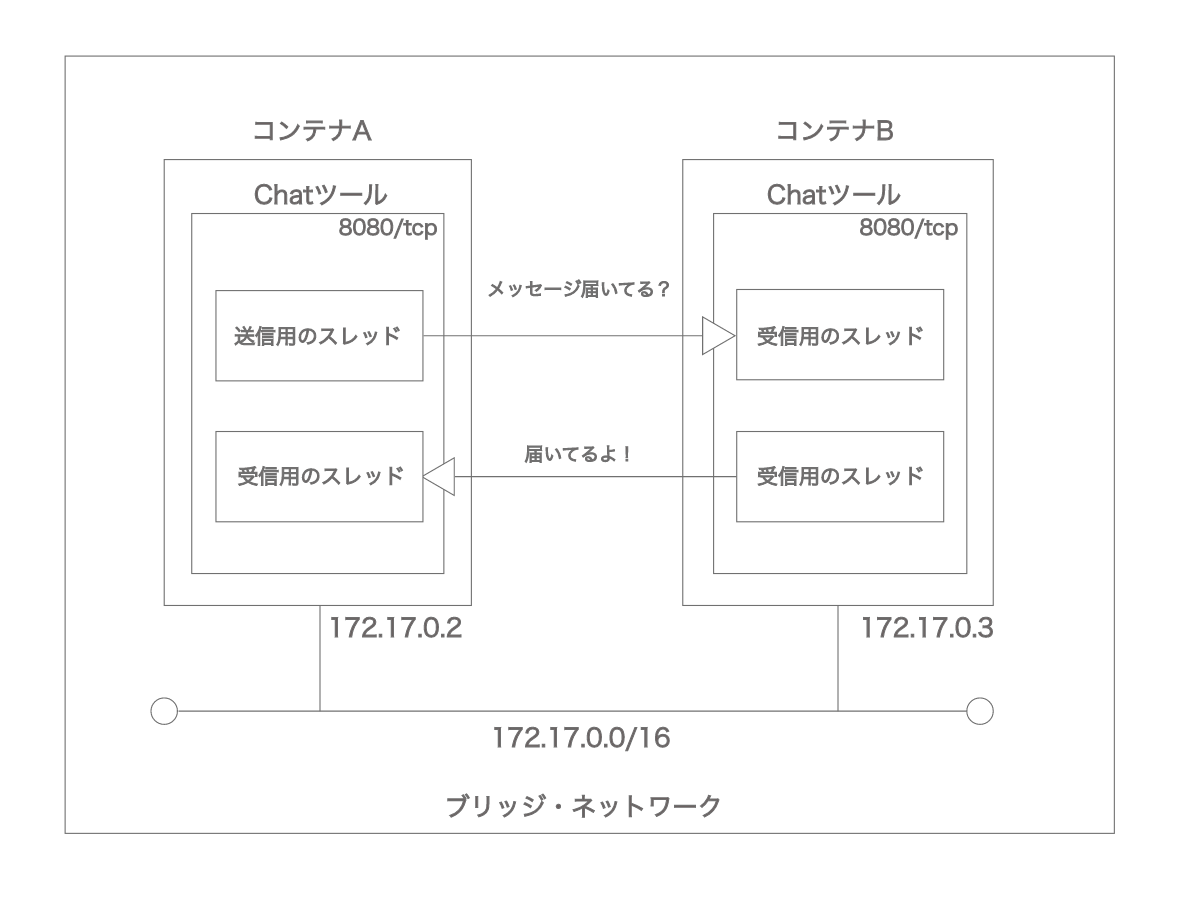 コンテナA
コンテナB
Chatツール
Chatツール
8080/tcp
8080/tcp
メッセージ届いてる？
送信用のスレッド
受信用のスレッド
届いてるよ！
受信用のスレッド
受信用のスレッド
172.17.0.2
172.17.0.3
172.17.0.0/16
ブリッジ・ネットワーク